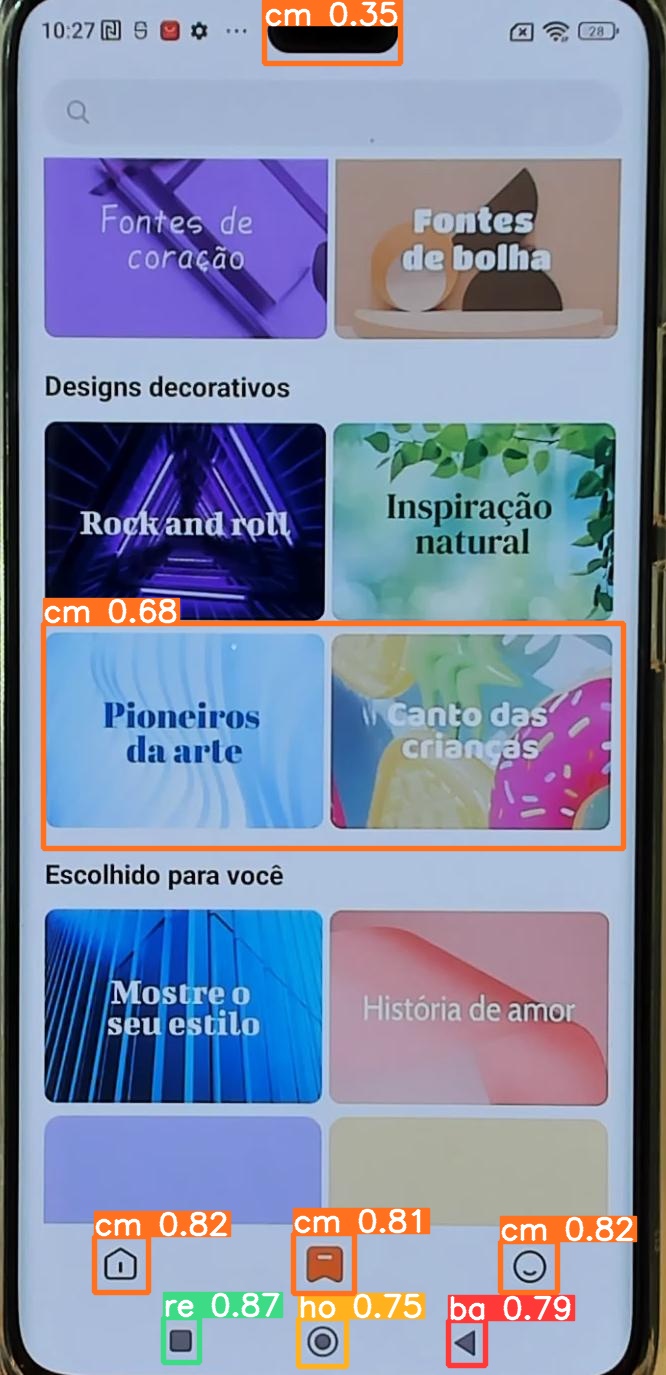 cm 0.35
10:27
28
Fontes de
coração
Fontes
de bolha
Designs decorativos
Rock and roll
Inspiração
natural
cm 0.68
Pioneiros
da arte
Canto das
crianças
Escolhido para você
Mostre o
seu estilo
História de amor
cm 0.82
cm 0.81
cm 0.82
re 0.87
ho 0.75
ba 0.79